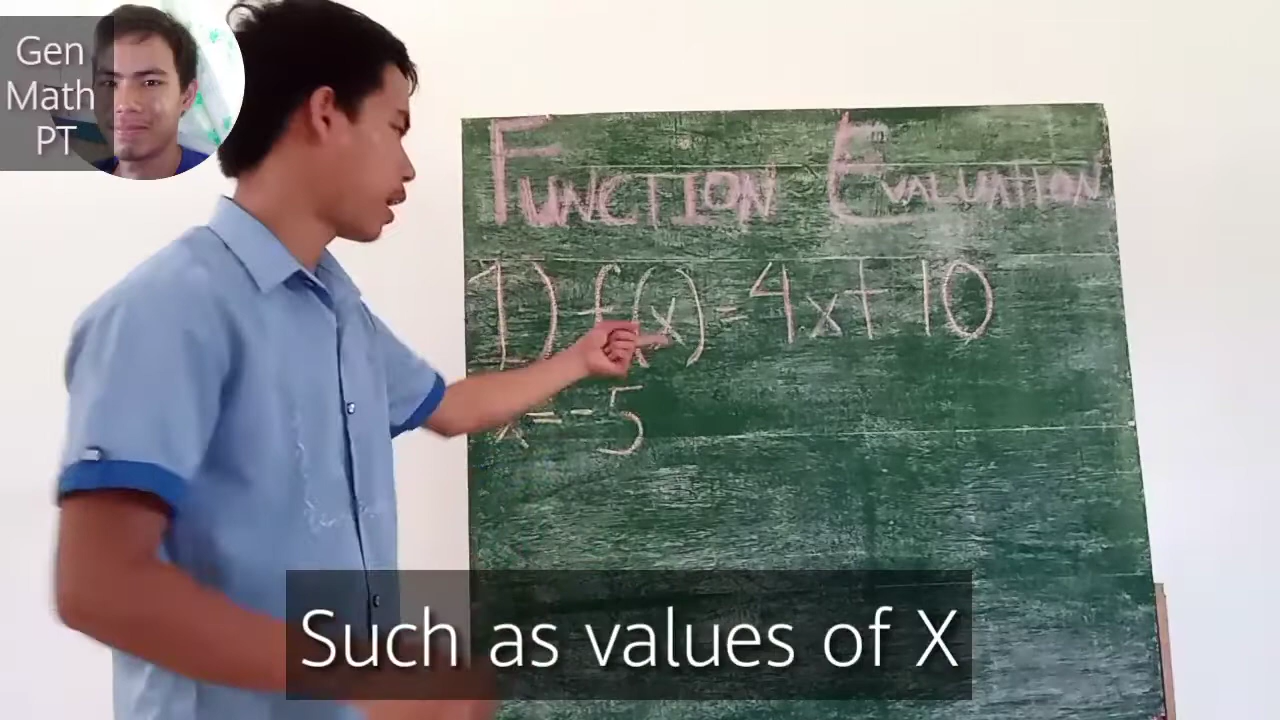 Gen
Math
PT
FUNCTION EVALUATION
1) f(x) = 4x + 10
x = -5
Such as values of X